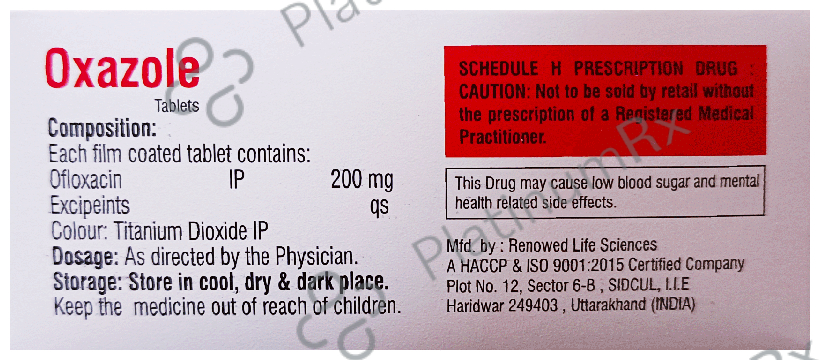 Oxazole
Tablets
Composition:
Each film coated tablet contains:
Ofloxacin IP 200 mg
Excipeints qs
Colour: Titanium Dioxide IP
Dosage: As directed by the Physician.
Storage: Store in cool, dry & dark place.
Keep the medicine out of reach of children.
SCHEDULE H PRESCRIPTION DRUG :
CAUTION: Not to be sold by retail without
the prescription of a Registered Medical
Practitioner.
This Drug may cause low blood sugar and mental
health related side effects.
Mfd. by : Renowed Life Sciences
A HACCP & ISO 9001:2015 Certified Company
Plot No. 12, Sector 6-B , SIDCUL, I.I.E
Haridwar 249403 , Uttarakhand (INDIA)
PlatinumRx